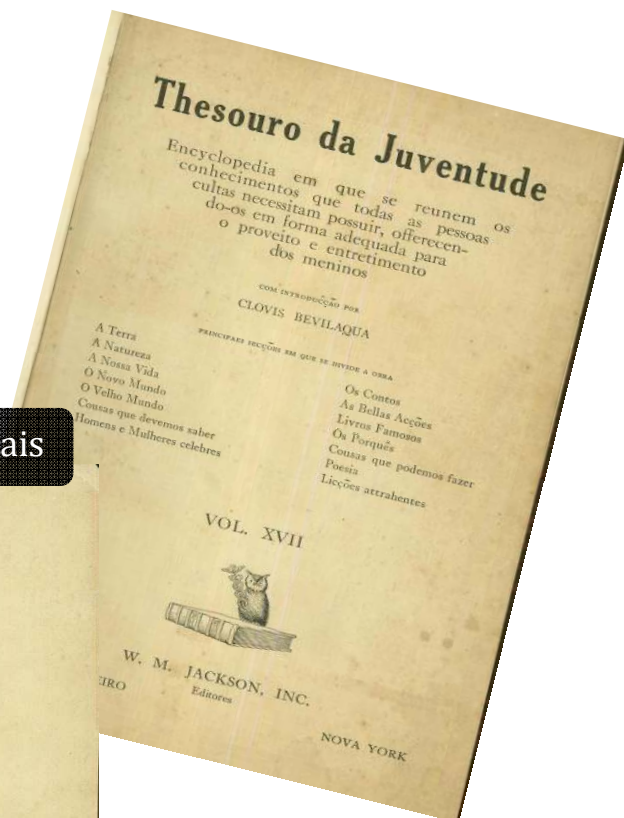 Thesouro da Juventude
Encyclopedia em que se reunem os
conhecimentos que todas as pessoas
cultas necessitam possuir, offerecen-
do-os em forma adequada para
o proveito e entretimento
dos meninos
COM INTRODUCÇÃO POR
CLOVIS BEVILAQUA
PRINCIPAES SECÇÕES EM QUE SE DIVIDE A OBRA
A Terra
A Natureza
A Nossa Vida
O Novo Mundo
O Velho Mundo
Cousas que devemos saber
Homens e Mulheres celebres
Os Contos
As Bellas Acções
Livros Famosos
Os Porquês
Cousas que podemos fazer
Poesia
Licções attrahentes
ais
VOL. XVII
W. M. JACKSON, INC.
IRO
Editores
NOVA YORK